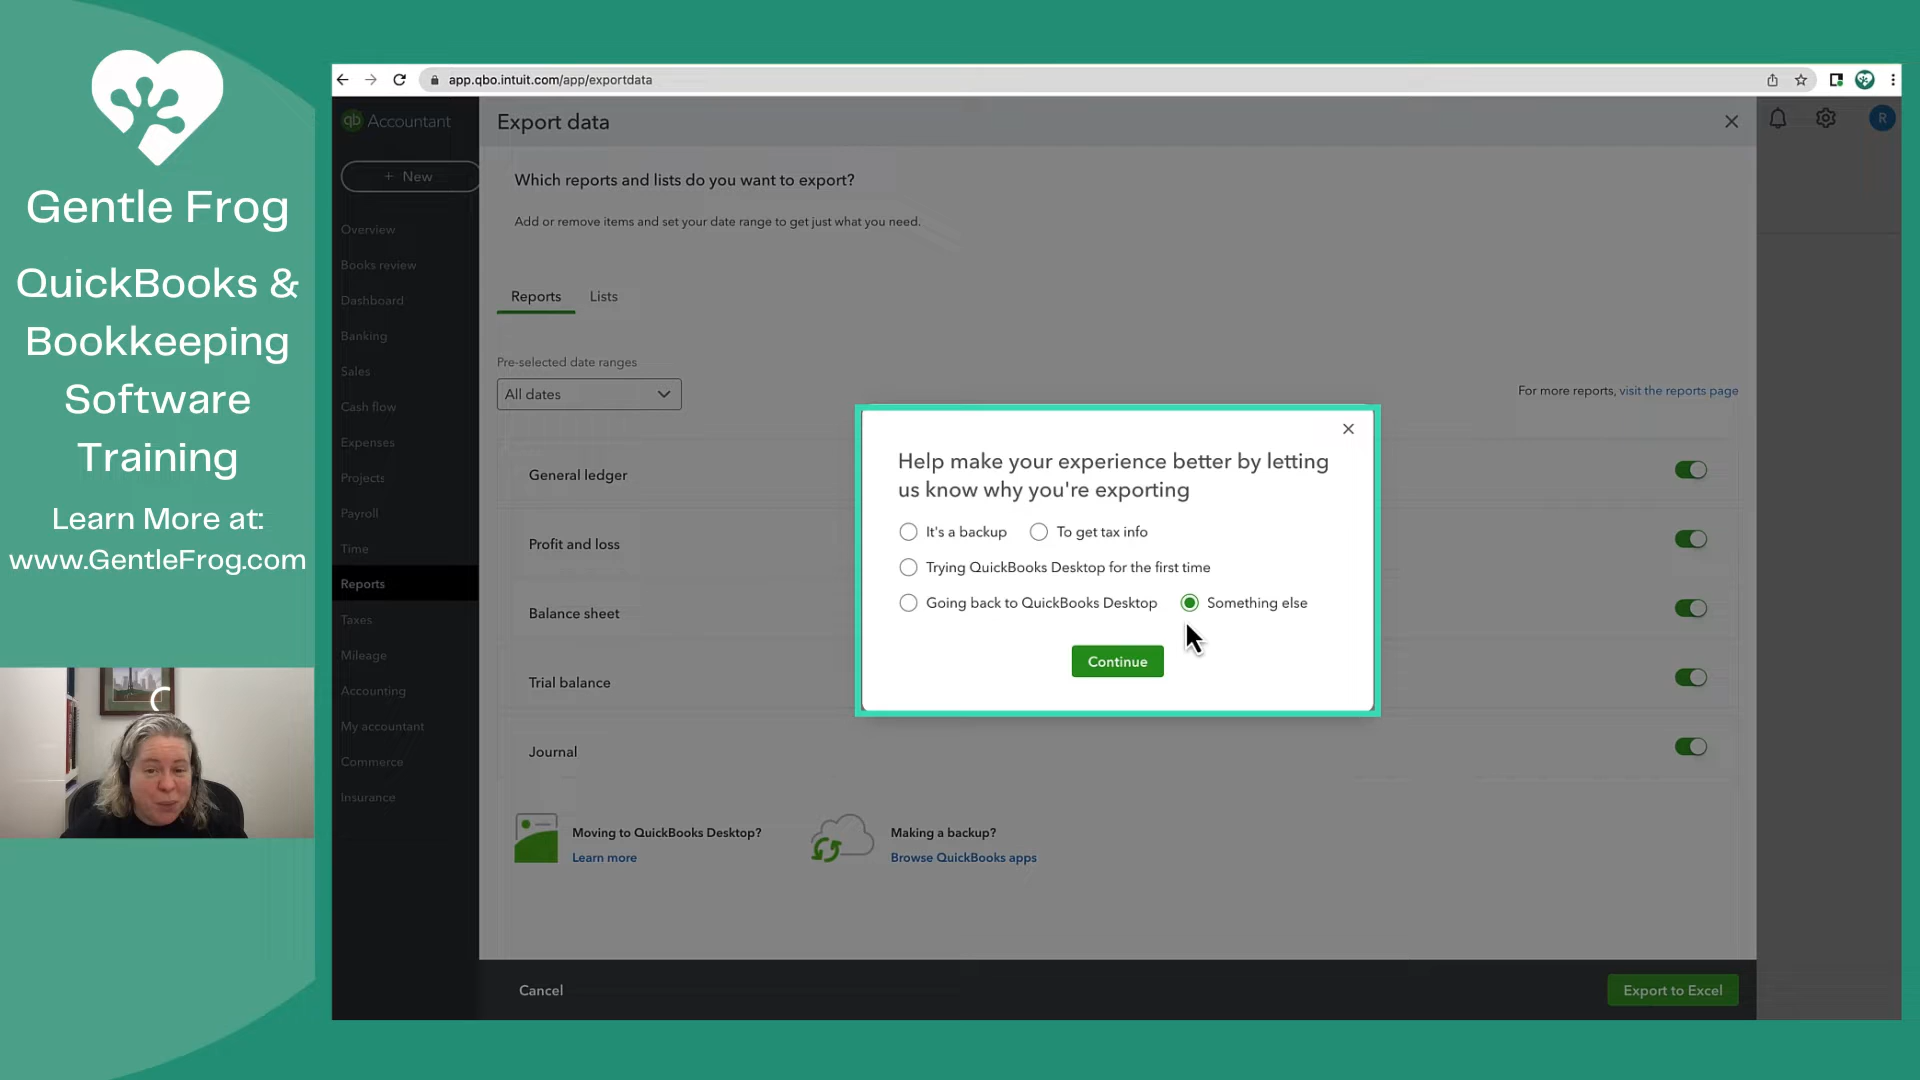 Gentle Frog
QuickBooks &
Bookkeeping
Software
Training
Learn More at:
www.GentleFrog.com
app.qbo.intuit.com/app/exportdata
qb Accountant
+ New
Overview
Books review
Dashboard
Banking
Sales
Cash flow
Expenses
Projects
Payroll
Time
Reports
Taxes
Mileage
Accounting
My accountant
Commerce
Insurance
Export data
R
Which reports and lists do you want to export?
Add or remove items and set your date range to get just what you need.
Reports Lists
Pre-selected date ranges
All dates
For more reports, visit the reports page
General ledger
Profit and loss
Balance sheet
Trial balance
Journal
Help make your experience better by letting
us know why you're exporting
It's a backup To get tax info
Trying QuickBooks Desktop for the first time
Going back to QuickBooks Desktop Something else
Continue
Moving to QuickBooks Desktop?
Learn more
Making a backup?
Browse QuickBooks apps
Cancel
Export to Excel